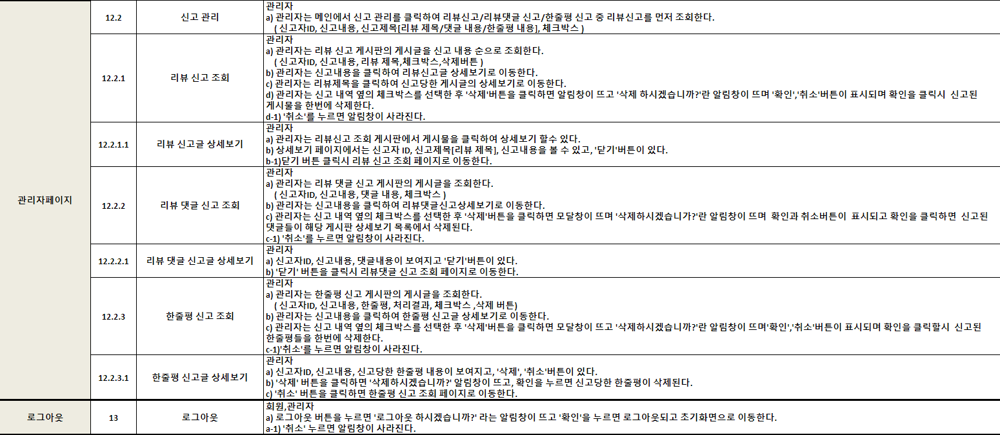 관리자페이지
12.2
신고 관리
관리자
a) 관리자는 메인에서 신고 관리를 클릭하여 리뷰신고/리뷰댓글 신고/한줄평 신고 중 리뷰신고를 먼저 조회한다.
( 신고자ID, 신고내용, 신고제목[리뷰 제목/댓글 내용/한줄평 내용], 체크박스 )
12.2.1
리뷰 신고 조회
관리자
a) 관리자는 리뷰 신고 게시판의 게시글을 신고 내용 순으로 조회한다.
( 신고자ID, 신고내용, 리뷰 제목,체크박스,삭제버튼 )
b) 관리자는 신고내용을 클릭하여 리뷰신고글 상세보기로 이동한다.
c) 관리자는 리뷰제목을 클릭하여 신고당한 게시글의 상세보기로 이동한다.
d) 관리자는 신고 내역 옆의 체크박스를 선택한 후 '삭제'버튼을 클릭하면 알림창이 뜨고 '삭제 하시겠습니까?'란 알림창이 뜨며 '확인','취소'버튼이 표시되며 확인을 클릭시 신고된
게시물을 한번에 삭제한다.
d-1) '취소'를 누르면 알림창이 사라진다.
12.2.1.1
리뷰 신고글 상세보기
관리자
a) 관리자는 리뷰신고 조회 게시판에서 게시물을 클릭하여 상세보기 할수 있다.
b) 상세보기 페이지에서는 신고자 ID, 신고제목[리뷰 제목], 신고내용을 볼 수 있고, '닫기'버튼이 있다.
b-1)닫기 버튼 클릭시 리뷰 신고 조회 페이지로 이동한다.
12.2.2
리뷰 댓글 신고 조회
관리자
a) 관리자는 리뷰 댓글 신고 게시판의 게시글을 조회한다.
( 신고자ID, 신고내용, 댓글 내용, 체크박스 )
b) 관리자는 신고내용을 클릭하여 리뷰댓글신고상세보기로 이동한다.
c) 관리자는 신고 내역 옆의 체크박스를 선택한 후 '삭제'버튼을 클릭하면 모달창이 뜨며 '삭제하시겠습니가?'란 알림창이 뜨며 확인과 취소버튼이 표시되고 확인을 클릭하면 신고된
댓글들이 해당 게시판 상세보기 목록에서 삭제된다.
c-1) '취소'를 누르면 알림창이 사라진다.
12.2.2.1
리뷰 댓글 신고글 상세보기
관리자
a) 신고자ID, 신고내용, 댓글내용이 보여지고 '닫기'버튼이 있다.
b) '닫기' 버튼을 클릭시 리뷰댓글 신고 조회 페이지로 이동한다.
12.2.3
한줄평 신고 조회
관리자
a) 관리자는 한줄평 신고 게시판의 게시글을 조회한다.
( 신고자ID, 신고내용, 한줄평, 처리결과, 체크박스 ,삭제 버튼)
b) 관리자는 신고내용을 클릭하여 한줄평 신고글 상세보기로 이동한다.
c) 관리자는 신고 내역 옆의 체크박스를 선택한 후 '삭제'버튼을 클릭하면 모달창이 뜨고 '삭제하시겠습니까?'란 알림창이 뜨며'확인','취소'버튼이 표시되며 확인을 클릭할시 신고된
한줄평들을 한번에 삭제한다.
c-1)'취소'를 누르면 알림창이 사라진다.
12.2.3.1
한줄평 신고글 상세보기
관리자
a) 신고자ID, 신고내용, 신고당한 한줄평 내용이 보여지고, '삭제', '취소'버튼이 있다.
b) '삭제' 버튼을 클릭하면 '삭제하시겠습니까?' 알림창이 뜨고, 확인을 누르면 신고당한 한줄평이 삭제된다.
c) '취소' 버튼을 클릭하면 한줄평 신고 조회 페이지로 이동한다.
로그아웃
13
로그아웃
회원,관리자
a) 로그아웃 버튼을 누르면 '로그아웃 하시겠습니까?' 라는 알림창이 뜨고 '확인'을 누르면 로그아웃되고 초기화면으로 이동한다.
a-1) '취소' 누르면 알림창이 사라진다.